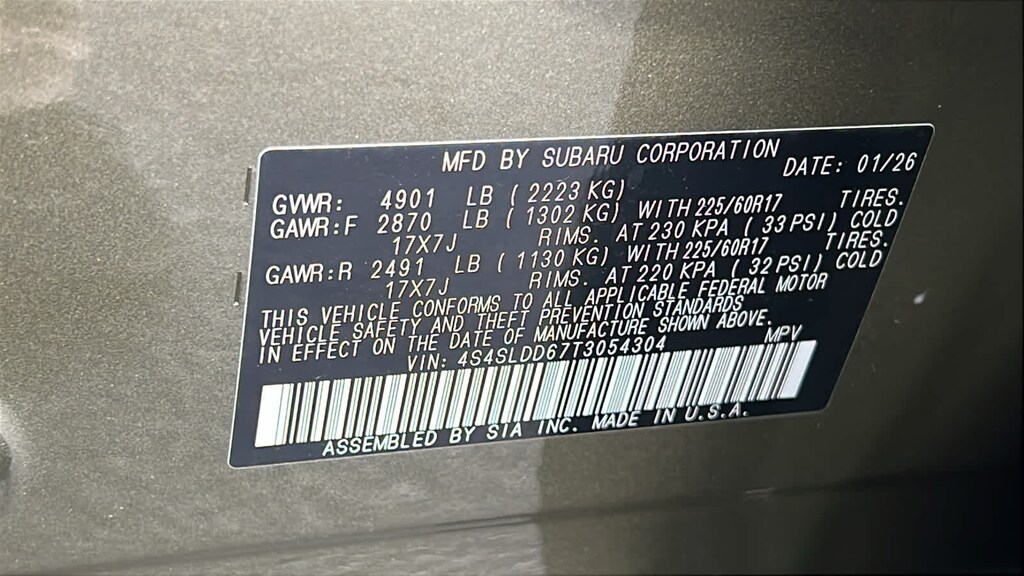 MFD BY SUBARU CORPORATION DATE: 01/26
GVWR: 4901 LB ( 2223 KG)
GAWR:F 2870 LB ( 1302 KG) WITH 225/60R17 TIRES.
17X7J RIMS. AT 230 KPA ( 33 PSI) COLD
GAWR:R 2491 LB ( 1130 KG) WITH 225/60R17 TIRES.
17X7J RIMS. AT 220 KPA ( 32 PSI) COLD
THIS VEHICLE CONFORMS TO ALL APPLICABLE FEDERAL MOTOR
VEHICLE SAFETY AND THEFT PREVENTION STANDARDS
IN EFFECT ON THE DATE OF MANUFACTURE SHOWN ABOVE.
VIN: 4S4SLDD67T3054304 MPV
ASSEMBLED BY SIA INC. MADE IN U.S.A.